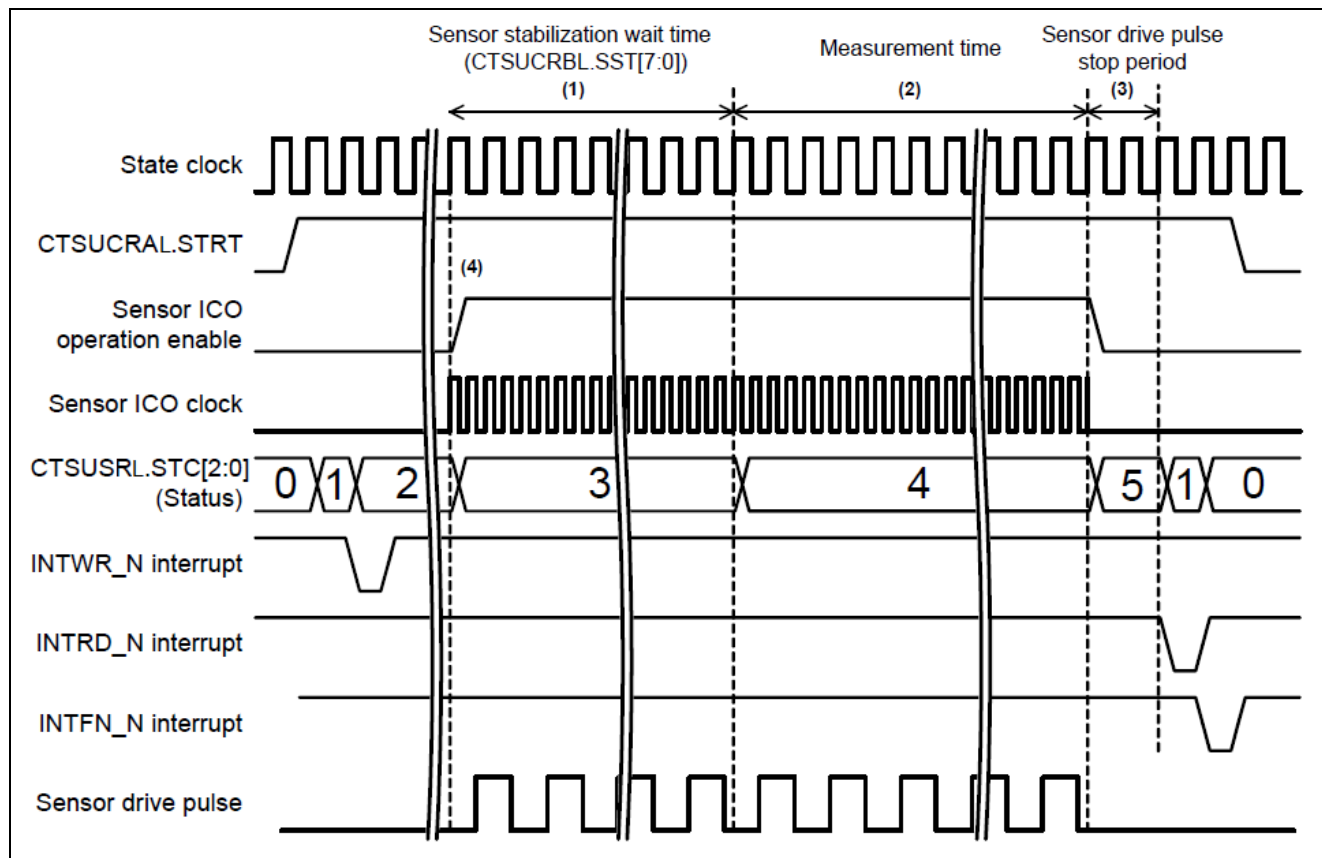 Sensor stabilization wait time
(CTSUCRBL.SST[7:0])
(1)
Measurement time
(2)
Sensor drive pulse
stop period
(3)
State clock
CTSUCRAL.STRT
(4)
Sensor ICO
operation enable
Sensor ICO clock
CTSUSRL.STC[2:0]
(Status)
0 1 2 3 4 5 1 0
INTWR_N interrupt
INTRD_N interrupt
INTFN_N interrupt
Sensor drive pulse